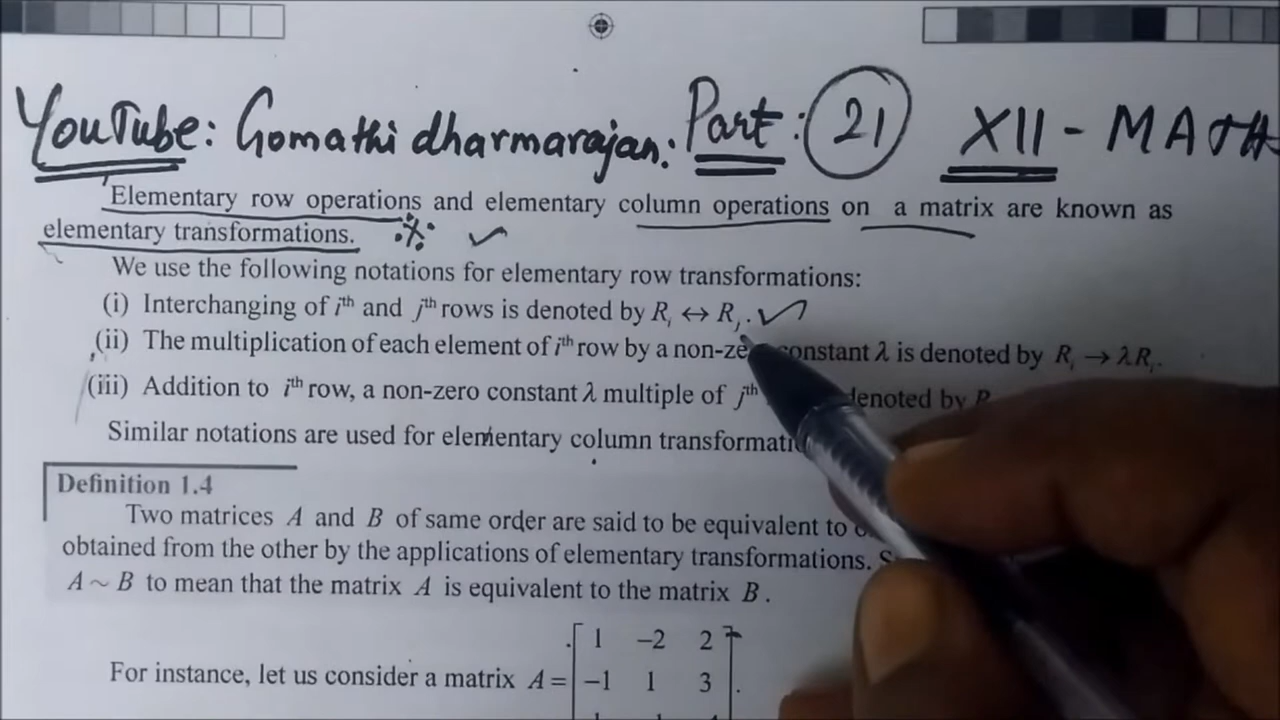 YouTube: Gomathi dharmarajan: Part: 21 XII - MATH
Elementary row operations and elementary column operations on a matrix are known as
elementary transformations.
We use the following notations for elementary row transformations:
(i) Interchanging of iᵗʰ and jᵗʰ rows is denoted by Rᵢ ↔ Rⱼ.
(ii) The multiplication of each element of iᵗʰ row by a non-ze constant λ is denoted by Rᵢ → λRᵢ.
(iii) Addition to iᵗʰ row, a non-zero constant λ multiple of jᵗʰ denoted by R
Similar notations are used for elementary column transformati
Definition 1.4
Two matrices A and B of same order are said to be equivalent to
obtained from the other by the applications of elementary transformations.
A ~ B to mean that the matrix A is equivalent to the matrix B.
1 -2 2
For instance, let us consider a matrix A = -1 1 3 .